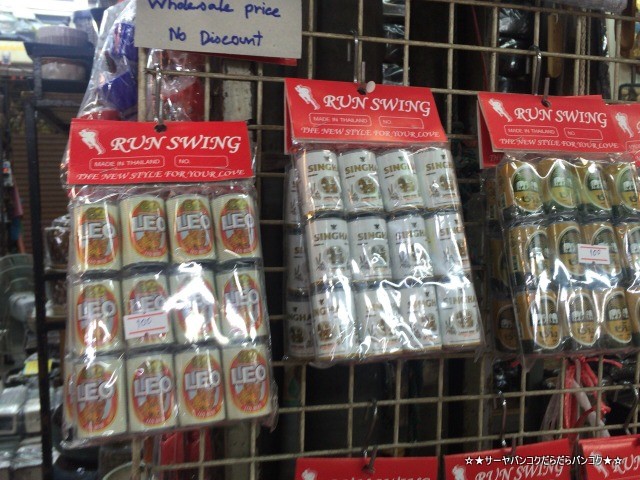 Wholesale price
No Discount
RUN SWING
MADE IN THAILAND
NO.
THE NEW STYLE FOR YOUR LOVE
RUN SWING
MADE IN THAILAND
NO.
THE NEW STYLE FOR YOUR LOVE
RUN SWING
MADE IN THAILAND
NO.
THE NEW STYLE FOR YOUR LOVE
LEO LEO LEO LEO
LEO LEO LEO LEO
LEO LEO LEO LEO
100
SINGHA SINGHA SINGHA SINGHA
SINGHA
100
RUN SWING
RUN SWING
★☆★サーヤバンコクだらだらバンコク★☆